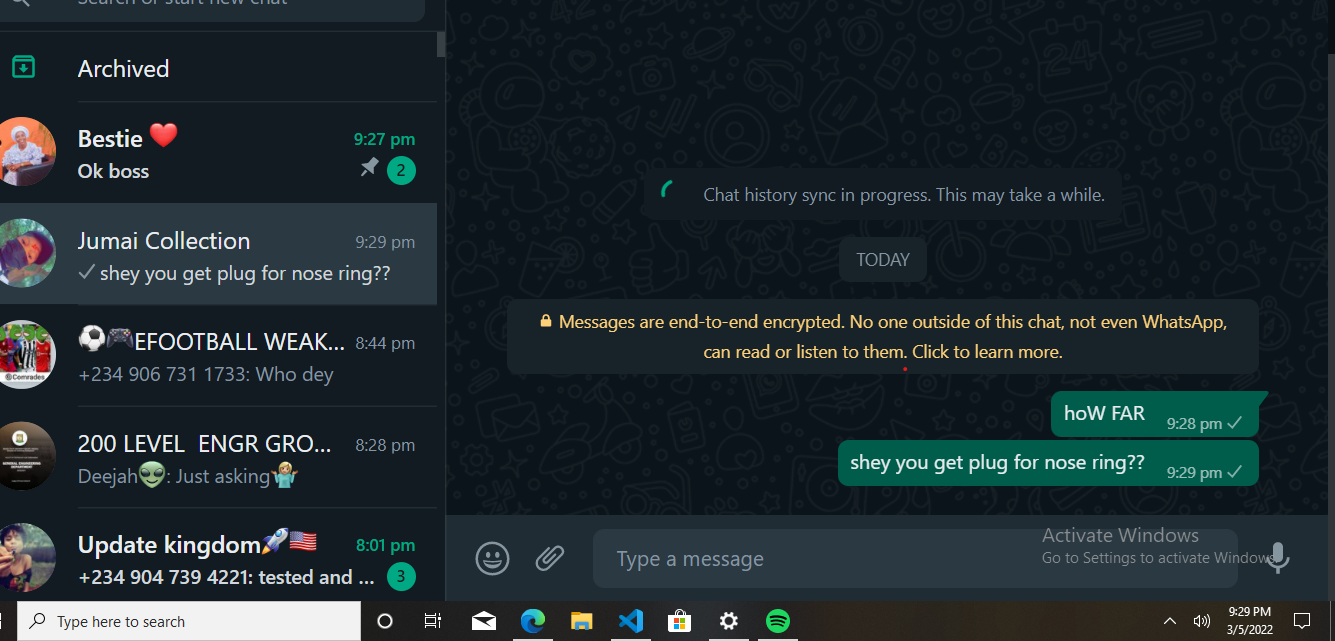 Search or start new chat
Archived
Bestie ❤️
9:27 pm
Ok boss
2
Jumai Collection
9:29 pm
shey you get plug for nose ring??
⚽🎮EFOOTBALL WEAK...
8:44 pm
+234 906 731 1733: Who dey
200 LEVEL ENGR GRO...
8:28 pm
Deejah👽: Just asking🤷🏼‍♂️
Update kingdom🚀🇺🇸
8:01 pm
+234 904 739 4221: tested and ...
3
Chat history sync in progress. This may take a while.
TODAY
Messages are end-to-end encrypted. No one outside of this chat, not even WhatsApp,
can read or listen to them. Click to learn more.
hoW FAR
9:28 pm
shey you get plug for nose ring??
9:29 pm
Type a message
Activate Windows
Go to Settings to activate Windows
Type here to search
9:29 PM
3/5/2022